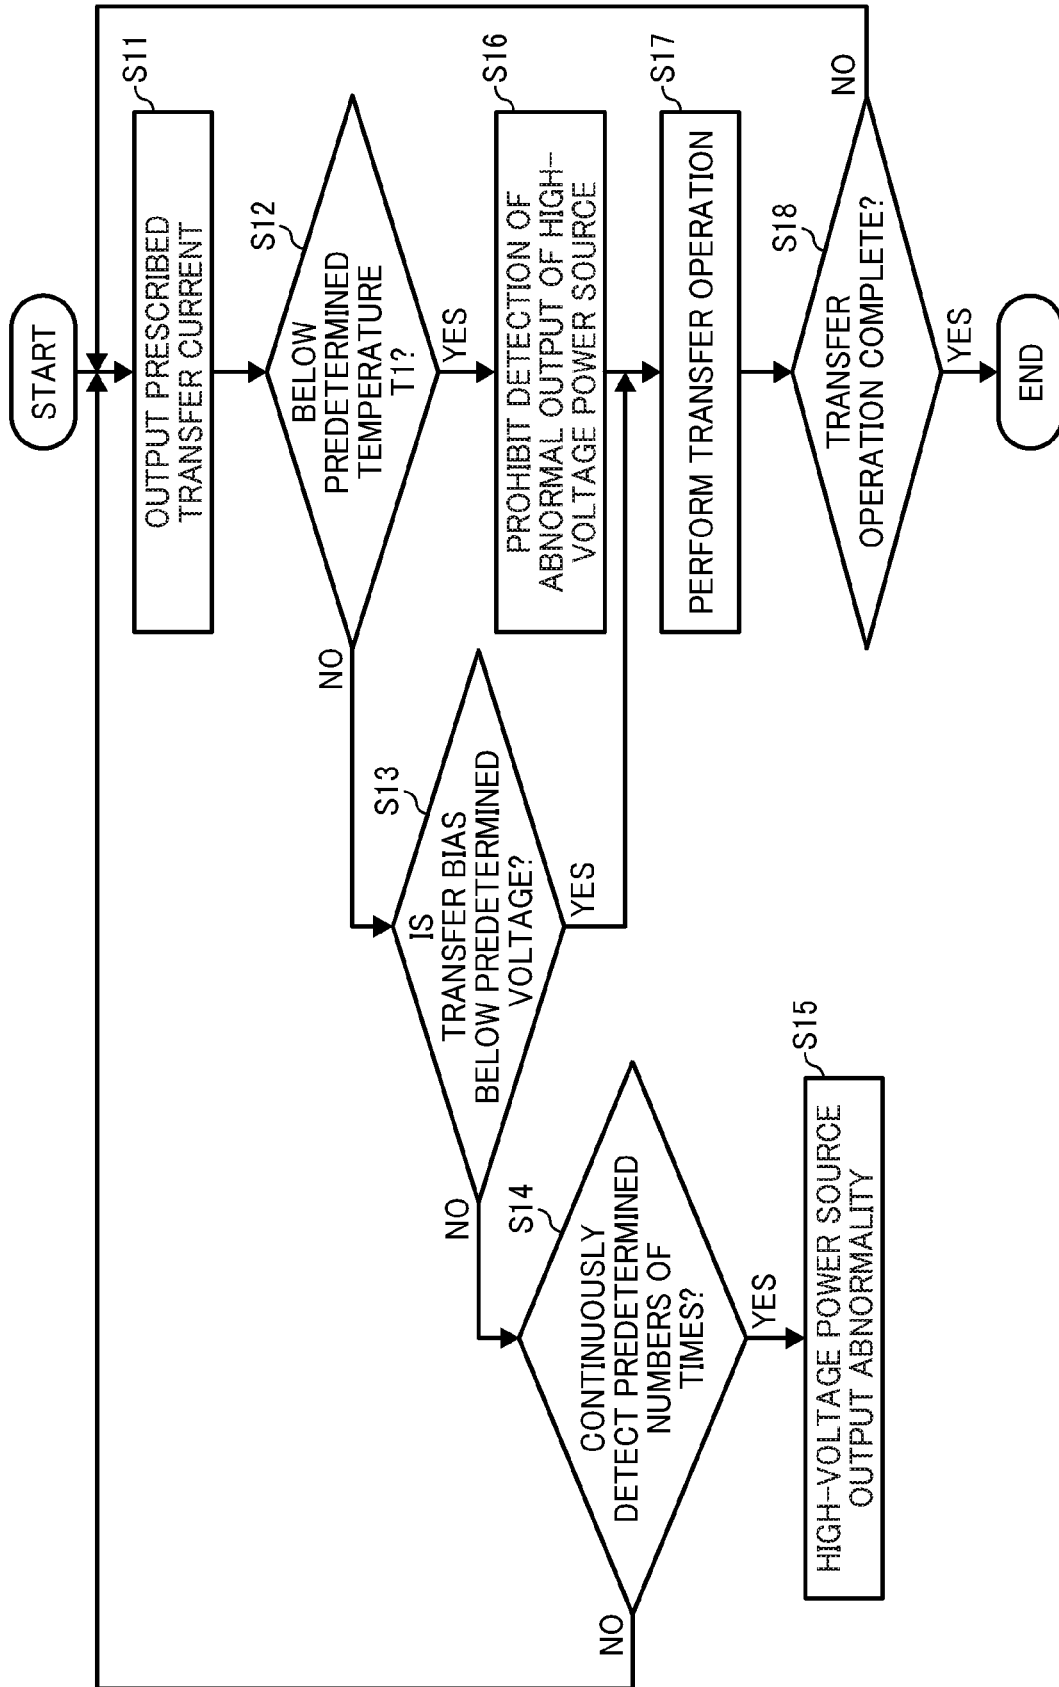 START
S11
OUTPUT PRESCRIBED
TRANSFER CURRENT
S12
BELOW
PREDETERMINED
TEMPERATURE
T1?
NO
YES
S13
IS
TRANSFER BIAS
BELOW PREDETERMINED
VOLTAGE?
NO
YES
S14
CONTINUOUSLY
DETECT PREDETERMINED
NUMBERS OF
TIMES?
NO
YES
S15
HIGH-VOLTAGE POWER SOURCE
OUTPUT ABNORMALITY
S16
PROHIBIT DETECTION OF
ABNORMAL OUTPUT OF HIGH-
VOLTAGE POWER SOURCE
S17
PERFORM TRANSFER OPERATION
S18
TRANSFER
OPERATION COMPLETE?
NO
YES
END